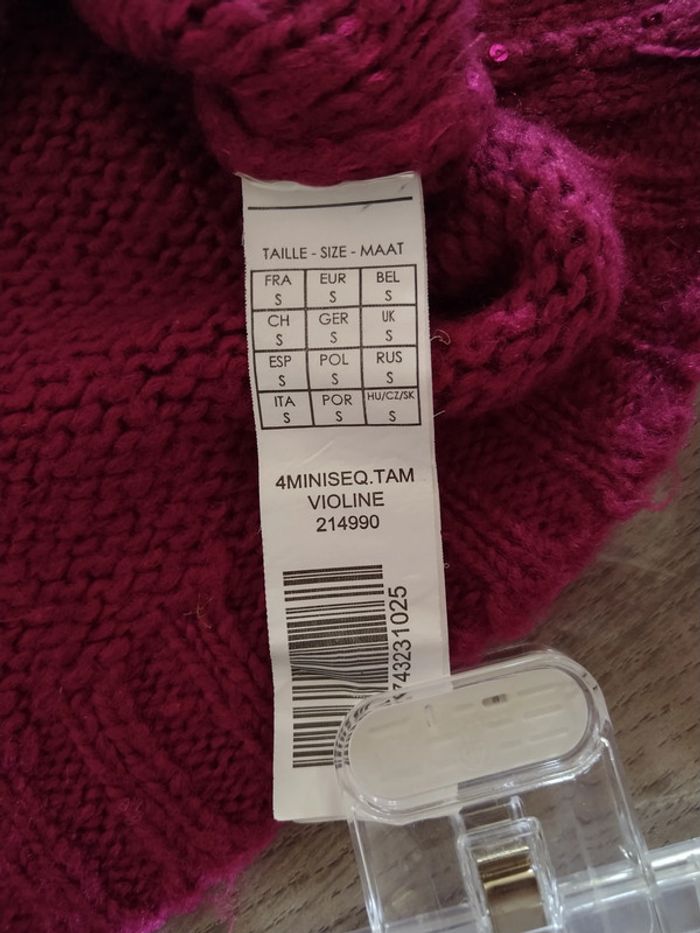 TAILLE - SIZE - MAAT
FRA EUR BEL
S S S
CH GER UK
S S S
ESP POL RUS
S S S
ITA POR HU/CZ/SK
S S S
4MINISEQ.TAM
VIOLINE
214990
743231025